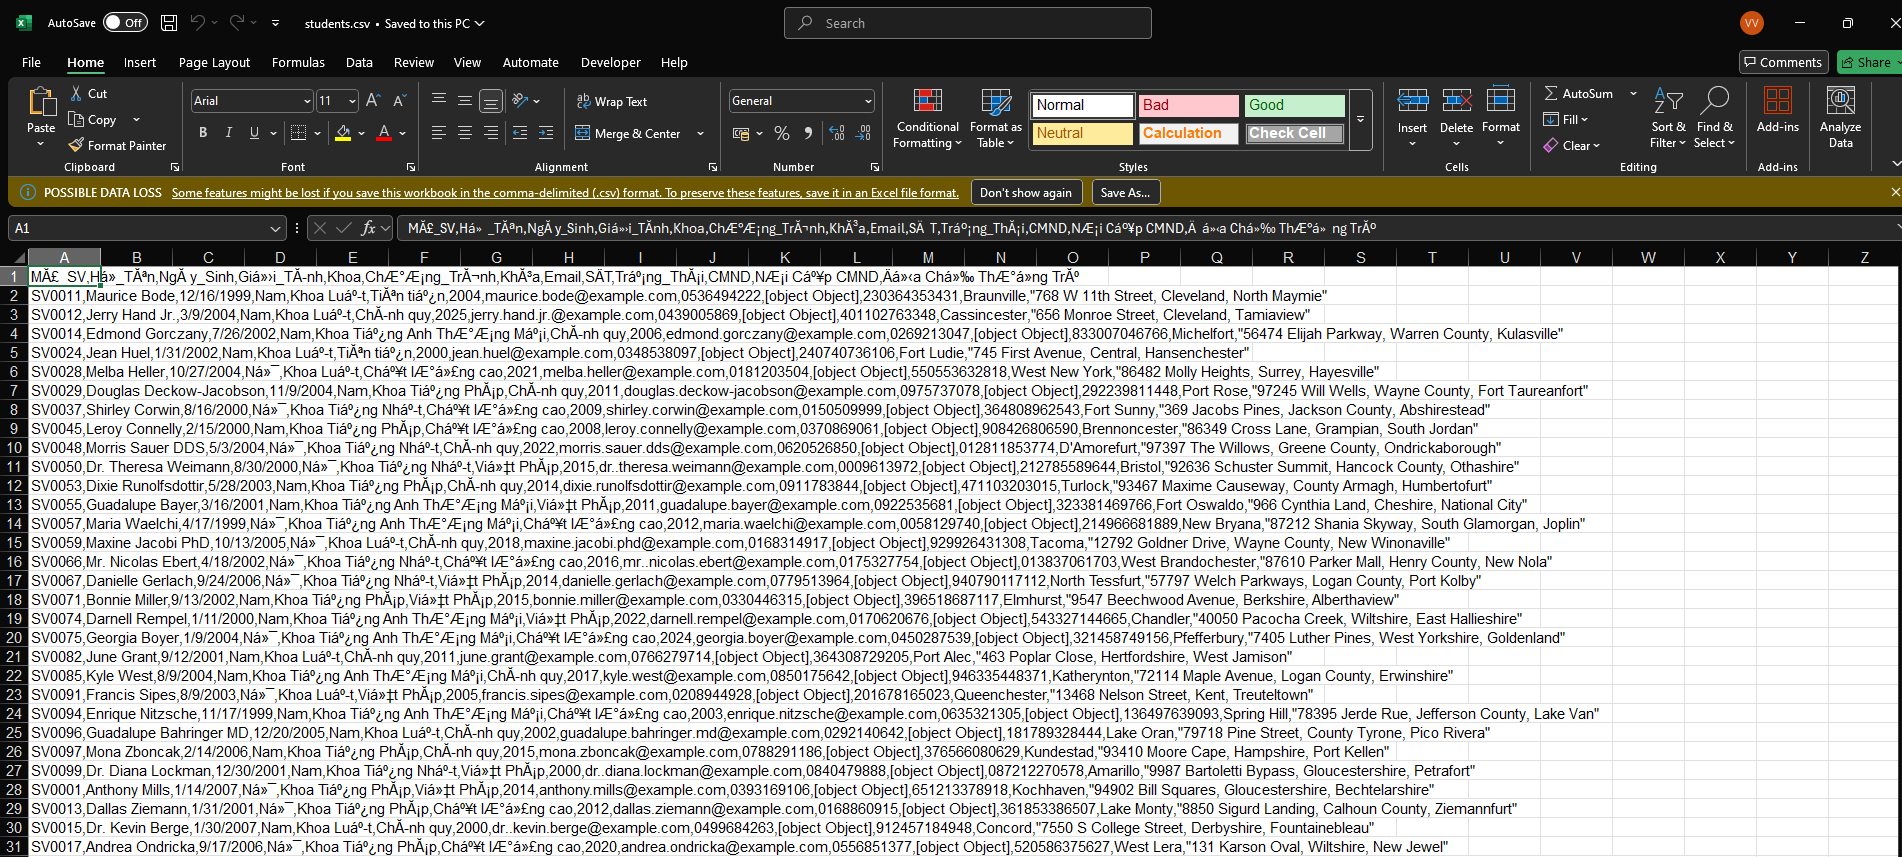 AutoSave Off students.csv • Saved to this PC Search VV
File Home Insert Page Layout Formulas Data Review View Automate Developer Help Comments Share
Paste Cut Copy Format Painter Clipboard
Arial 11 B I U A Font
Wrap Text Merge & Center Alignment
General % Number
Conditional Formatting Format as Table Normal Bad Good Neutral Calculation Check Cell Styles
Insert Delete Format Cells
AutoSum Fill Clear Sort & Filter Find & Select Editing
Add-ins Add-ins
Analyze Data
POSSIBLE DATA LOSS Some features might be lost if you save this workbook in the comma-delimited (.csv) format. To preserve these features, save it in an Excel file format. Don't show again Save As...
A1 fx MÃ£_SV,Há»_TÃªn,NgÃ y_Sinh,Giá»›i_TÃ­nh,Khoa,ChÆ°Æ¡ng_TrÃ¬nh,KhÃ³a,Email,SÄT,Tráº¡ng_ThÃ¡i,CMND,NÆ¡i Cáº¥p CMND,Äá»‹a Chá»‰ ThÆ°á»ng TrÃº
A B C D E F G H I J K L M N O P Q R S T U V W X Y Z
1 MÃ£_SV,Há»_TÃªn,NgÃ y_Sinh,Giá»›i_TÃ­nh,Khoa,ChÆ°Æ¡ng_TrÃ¬nh,KhÃ³a,Email,SÄT,Tráº¡ng_ThÃ¡i,CMND,NÆ¡i Cáº¥p CMND,Äá»‹a Chá»‰ ThÆ°á»ng TrÃº
2 SV0011,Maurice Bode,12/16/1999,Nam,Khoa Luáº­t,TiÃªn tiáº¿n,2004,maurice.bode@example.com,0536494222,[object Object],230364353431,Braunville,"768 W 11th Street, Cleveland, North Maymie"
3 SV0012,Jerry Hand Jr.,3/9/2004,Nam,Khoa Luáº­t,ChÃ­nh quy,2025,jerry.hand.jr.@example.com,0439005869,[object Object],401102763348,Cassincester,"656 Monroe Street, Cleveland, Tamiaview"
4 SV0014,Edmond Gorczany,7/26/2002,Nam,Khoa Tiáº¿ng Anh ThÆ°Æ¡ng Máº¡i,ChÃ­nh quy,2006,edmond.gorczany@example.com,0269213047,[object Object],833007046766,Michelfort,"56474 Elijah Parkway, Warren County, Kulasville"
5 SV0024,Jean Huel,1/31/2002,Nam,Khoa Luáº­t,TiÃªn tiáº¿n,2000,jean.huel@example.com,0348538097,[object Object],240740736106,Fort Ludie,"745 First Avenue, Central, Hansenchester"
6 SV0028,Melba Heller,10/27/2004,Ná»¯,Khoa Luáº­t,Cháº¥t lÆ°á»£ng cao,2021,melba.heller@example.com,0181203504,[object Object],550553632818,West New York,"86482 Molly Heights, Surrey, Hayesville"
7 SV0029,Douglas Deckow-Jacobson,11/9/2004,Nam,Khoa Tiáº¿ng PhÃ¡p,ChÃ­nh quy,2011,douglas.deckow-jacobson@example.com,0975737078,[object Object],292239811448,Port Rose,"97245 Will Wells, Wayne County, Fort Taureanfort"
8 SV0037,Shirley Corwin,8/16/2000,Ná»¯,Khoa Tiáº¿ng Nháº­t,Cháº¥t lÆ°á»£ng cao,2009,shirley.corwin@example.com,0150509999,[object Object],364808962543,Fort Sunny,"369 Jacobs Pines, Jackson County, Abshirestead"
9 SV0045,Leroy Connelly,2/15/2000,Nam,Khoa Tiáº¿ng PhÃ¡p,Cháº¥t lÆ°á»£ng cao,2008,leroy.connelly@example.com,0370869061,[object Object],908426806590,Brennoncester,"86349 Cross Lane, Grampian, South Jordan"
10 SV0048,Morris Sauer DDS,5/3/2004,Ná»¯,Khoa Tiáº¿ng Nháº­t,ChÃ­nh quy,2022,morris.sauer.dds@example.com,0620526850,[object Object],012811853774,D'Amorefurt,"97397 The Willows, Greene County, Ondrickaborough"
11 SV0050,Dr. Theresa Weimann,8/30/2000,Ná»¯,Khoa Tiáº¿ng Nháº­t,Viá»‡t PhÃ¡p,2015,dr..theresa.weimann@example.com,0009613972,[object Object],212785589644,Bristol,"92636 Schuster Summit, Hancock County, Othashire"
12 SV0053,Dixie Runolfsdottir,5/28/2003,Nam,Khoa Tiáº¿ng PhÃ¡p,ChÃ­nh quy,2014,dixie.runolfsdottir@example.com,0911783844,[object Object],471103203015,Turlock,"93467 Maxime Causeway, County Armagh, Humbertofurt"
13 SV0055,Guadalupe Bayer,3/16/2001,Nam,Khoa Tiáº¿ng PhÃ¡p,Viá»‡t PhÃ¡p,2011,guadalupe.bayer@example.com,0922535681,[object Object],323381469766,Fort Oswaldo,"966 Cynthia Land, Cheshire, National City"
14 SV0057,Maria Waelchi,4/17/1999,Ná»¯,Khoa Tiáº¿ng Anh ThÆ°Æ¡ng Máº¡i,Cháº¥t lÆ°á»£ng cao,2012,maria.waelchi@example.com,0058129740,[object Object],214966681889,New Bryana,"87212 Shania Skyway, South Glamorgan, Joplin"
15 SV0059,Maxine Jacobi PhD,10/13/2005,Ná»¯,Khoa Luáº­t,ChÃ­nh quy,2018,maxine.jacobi.phd@example.com,0168314917,[object Object],929926431308,Tacoma,"12792 Goldner Drive, Wayne County, New Winonaville"
16 SV0066,Mr. Nicolas Ebert,4/18/2002,Ná»¯,Khoa Tiáº¿ng Nháº­t,Cháº¥t lÆ°á»£ng cao,2016,mr..nicolas.ebert@example.com,0175327754,[object Object],013837061703,West Brandochester,"87610 Parker Mall, Henry County, New Nola"
17 SV0067,Danielle Gerlach,9/24/2006,Ná»¯,Khoa Tiáº¿ng Nháº­t,Viá»‡t PhÃ¡p,2014,danielle.gerlach@example.com,0779513964,[object Object],940790117112,North Tessfurt,"57797 Welch Parkways, Logan County, Port Kolby"
18 SV0071,Bonnie Miller,9/13/2002,Nam,Khoa Tiáº¿ng PhÃ¡p,Viá»‡t PhÃ¡p,2015,bonnie.miller@example.com,0330446315,[object Object],396518687117,Elmhurst,"9547 Beechwood Avenue, Berkshire, Alberthaview"
19 SV0074,Darnell Rempel,1/11/2000,Nam,Khoa Tiáº¿ng Anh ThÆ°Æ¡ng Máº¡i,Viá»‡t PhÃ¡p,2022,darnell.rempel@example.com,0170620676,[object Object],543327144665,Chandler,"40050 Pacocha Creek, Wiltshire, East Hallieshire"
20 SV0075,Georgia Boyer,1/9/2004,Ná»¯,Khoa Tiáº¿ng Anh ThÆ°Æ¡ng Máº¡i,Cháº¥t lÆ°á»£ng cao,2024,georgia.boyer@example.com,0450287539,[object Object],321458749156,Pfefferbury,"7405 Luther Pines, West Yorkshire, Goldenland"
21 SV0082,June Grant,9/12/2001,Nam,Khoa Luáº­t,ChÃ­nh quy,2011,june.grant@example.com,0766279714,[object Object],364308729205,Port Alec,"463 Poplar Close, Hertfordshire, West Jamison"
22 SV0085,Kyle West,8/9/2004,Nam,Khoa Tiáº¿ng Anh ThÆ°Æ¡ng Máº¡i,ChÃ­nh quy,2017,kyle.west@example.com,0850175642,[object Object],946335448371,Katherynton,"72114 Maple Avenue, Logan County, Erwinshire"
23 SV0091,Francis Sipes,8/9/2003,Ná»¯,Khoa Luáº­t,Viá»‡t PhÃ¡p,2005,francis.sipes@example.com,0208944928,[object Object],201678165023,Queenchester,"13468 Nelson Street, Kent, Treuteltown"
24 SV0094,Enrique Nitzsche,11/17/1999,Nam,Khoa Tiáº¿ng Anh ThÆ°Æ¡ng Máº¡i,Cháº¥t lÆ°á»£ng cao,2003,enrique.nitzsche@example.com,0635321305,[object Object],136497639093,Spring Hill,"78395 Jerde Rue, Jefferson County, Lake Van"
25 SV0096,Guadalupe Bahringer MD,12/20/2005,Nam,Khoa Luáº­t,ChÃ­nh quy,2002,guadalupe.bahringer.md@example.com,0292140642,[object Object],181789328444,Lake Oran,"79718 Pine Street, County Tyrone, Pico Rivera"
26 SV0097,Mona Zboncak,2/14/2006,Nam,Khoa Tiáº¿ng PhÃ¡p,ChÃ­nh quy,2015,mona.zboncak@example.com,0788291186,[object Object],376566080629,Kundestad,"93410 Moore Cape, Hampshire, Port Kellen"
27 SV0099,Dr. Diana Lockman,12/30/2001,Nam,Khoa Tiáº¿ng Nháº­t,Viá»‡t PhÃ¡p,2000,dr..diana.lockman@example.com,0840479888,[object Object],087212270578,Amarillo,"9987 Bartoletti Bypass, Gloucestershire, Petrafort"
28 SV0001,Anthony Mills,1/14/2007,Ná»¯,Khoa Tiáº¿ng PhÃ¡p,Viá»‡t PhÃ¡p,2014,anthony.mills@example.com,0393169106,[object Object],651213378918,Kochhaven,"94902 Bill Squares, Gloucestershire, Bechtelarshire"
29 SV0013,Dallas Ziemann,1/31/2001,Ná»¯,Khoa Tiáº¿ng PhÃ¡p,Cháº¥t lÆ°á»£ng cao,2012,dallas.ziemann@example.com,0168860915,[object Object],361853386507,Lake Monty,"8850 Sigurd Landing, Calhoun County, Ziemannfurt"
30 SV0015,Dr. Kevin Berge,1/30/2007,Nam,Khoa Luáº­t,ChÃ­nh quy,2000,dr..kevin.berge@example.com,0499684263,[object Object],912457184948,Concord,"7550 S College Street, Derbyshire, Fountainebleau"
31 SV0017,Andrea Ondricka,9/17/2006,Ná»¯,Khoa Tiáº¿ng PhÃ¡p,Cháº¥t lÆ°á»£ng cao,2020,andrea.ondricka@example.com,0556851377,[object Object],520586375627,West Lera,"131 Karson Oval, Wiltshire, New Jewel"